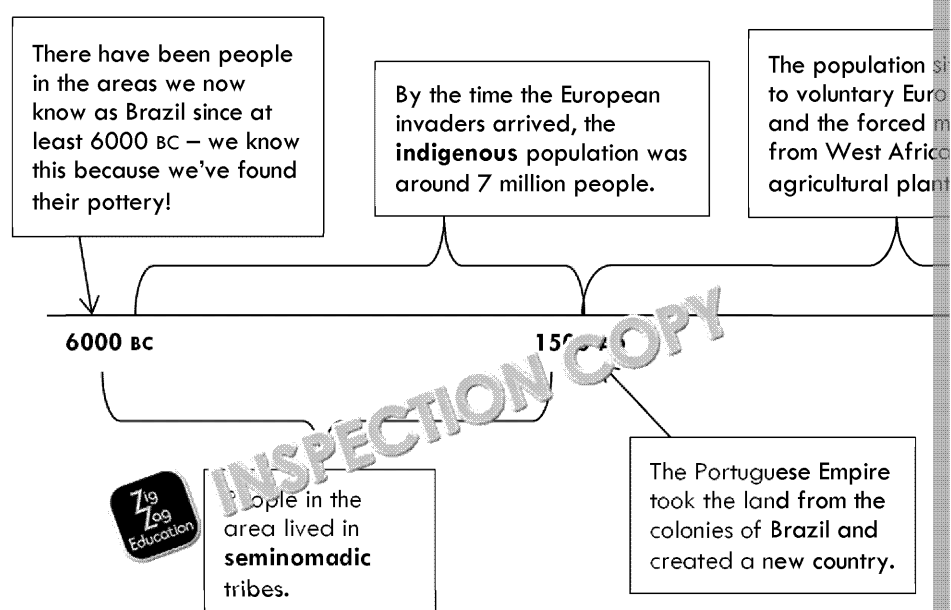 There have been people
in the areas we now
know as Brazil since at
least 6000 BC – we know
this because we've found
their pottery!
By the time the European
invaders arrived, the
indigenous population was
around 7 million people.
The population
to voluntary
and the forced
from West
agricultural
6000 BC
1500 AD
INSPECTION COPY
Zig
Zag
Education
People in the
area lived in
seminomadic
tribes.
The Portuguese Empire
took the land from the
colonies of Brazil and
created a new country.